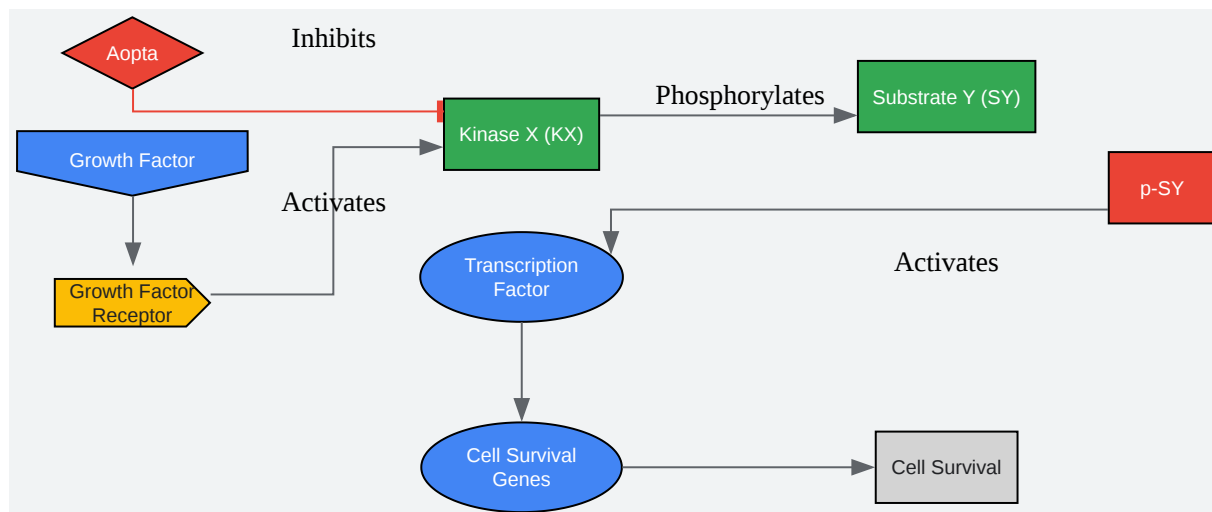 Aopta
Inhibits
Phosphorylates
Substrate Y (SY)
Kinase X (KX)
Growth Factor
p-SY
Activates
Transcription
Factor
Activates
Growth Factor
Receptor
Cell Survival
Genes
Cell Survival